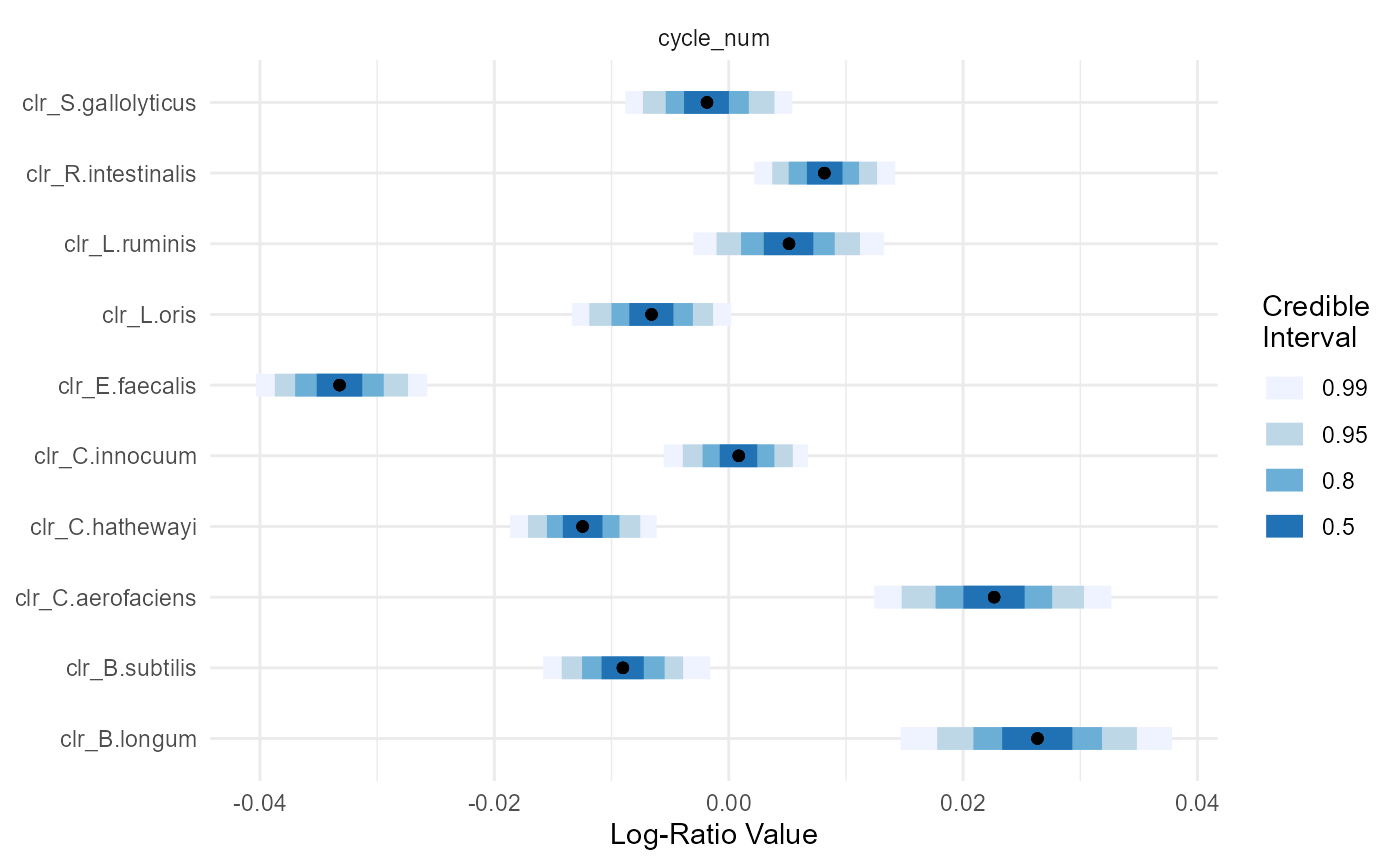 cycle_num
clr_S.gallolyticus
clr_R.intestinalis
clr_L.ruminis
clr_L.oris
clr_E.faecalis
clr_C.innocuum
clr_C.hathewayi
clr_C.aerofaciens
clr_B.subtilis
clr_B.longum
-0.04
-0.02
0.00
0.02
0.04
Log-Ratio Value
Credible
Interval
0.99
0.95
0.8
0.5